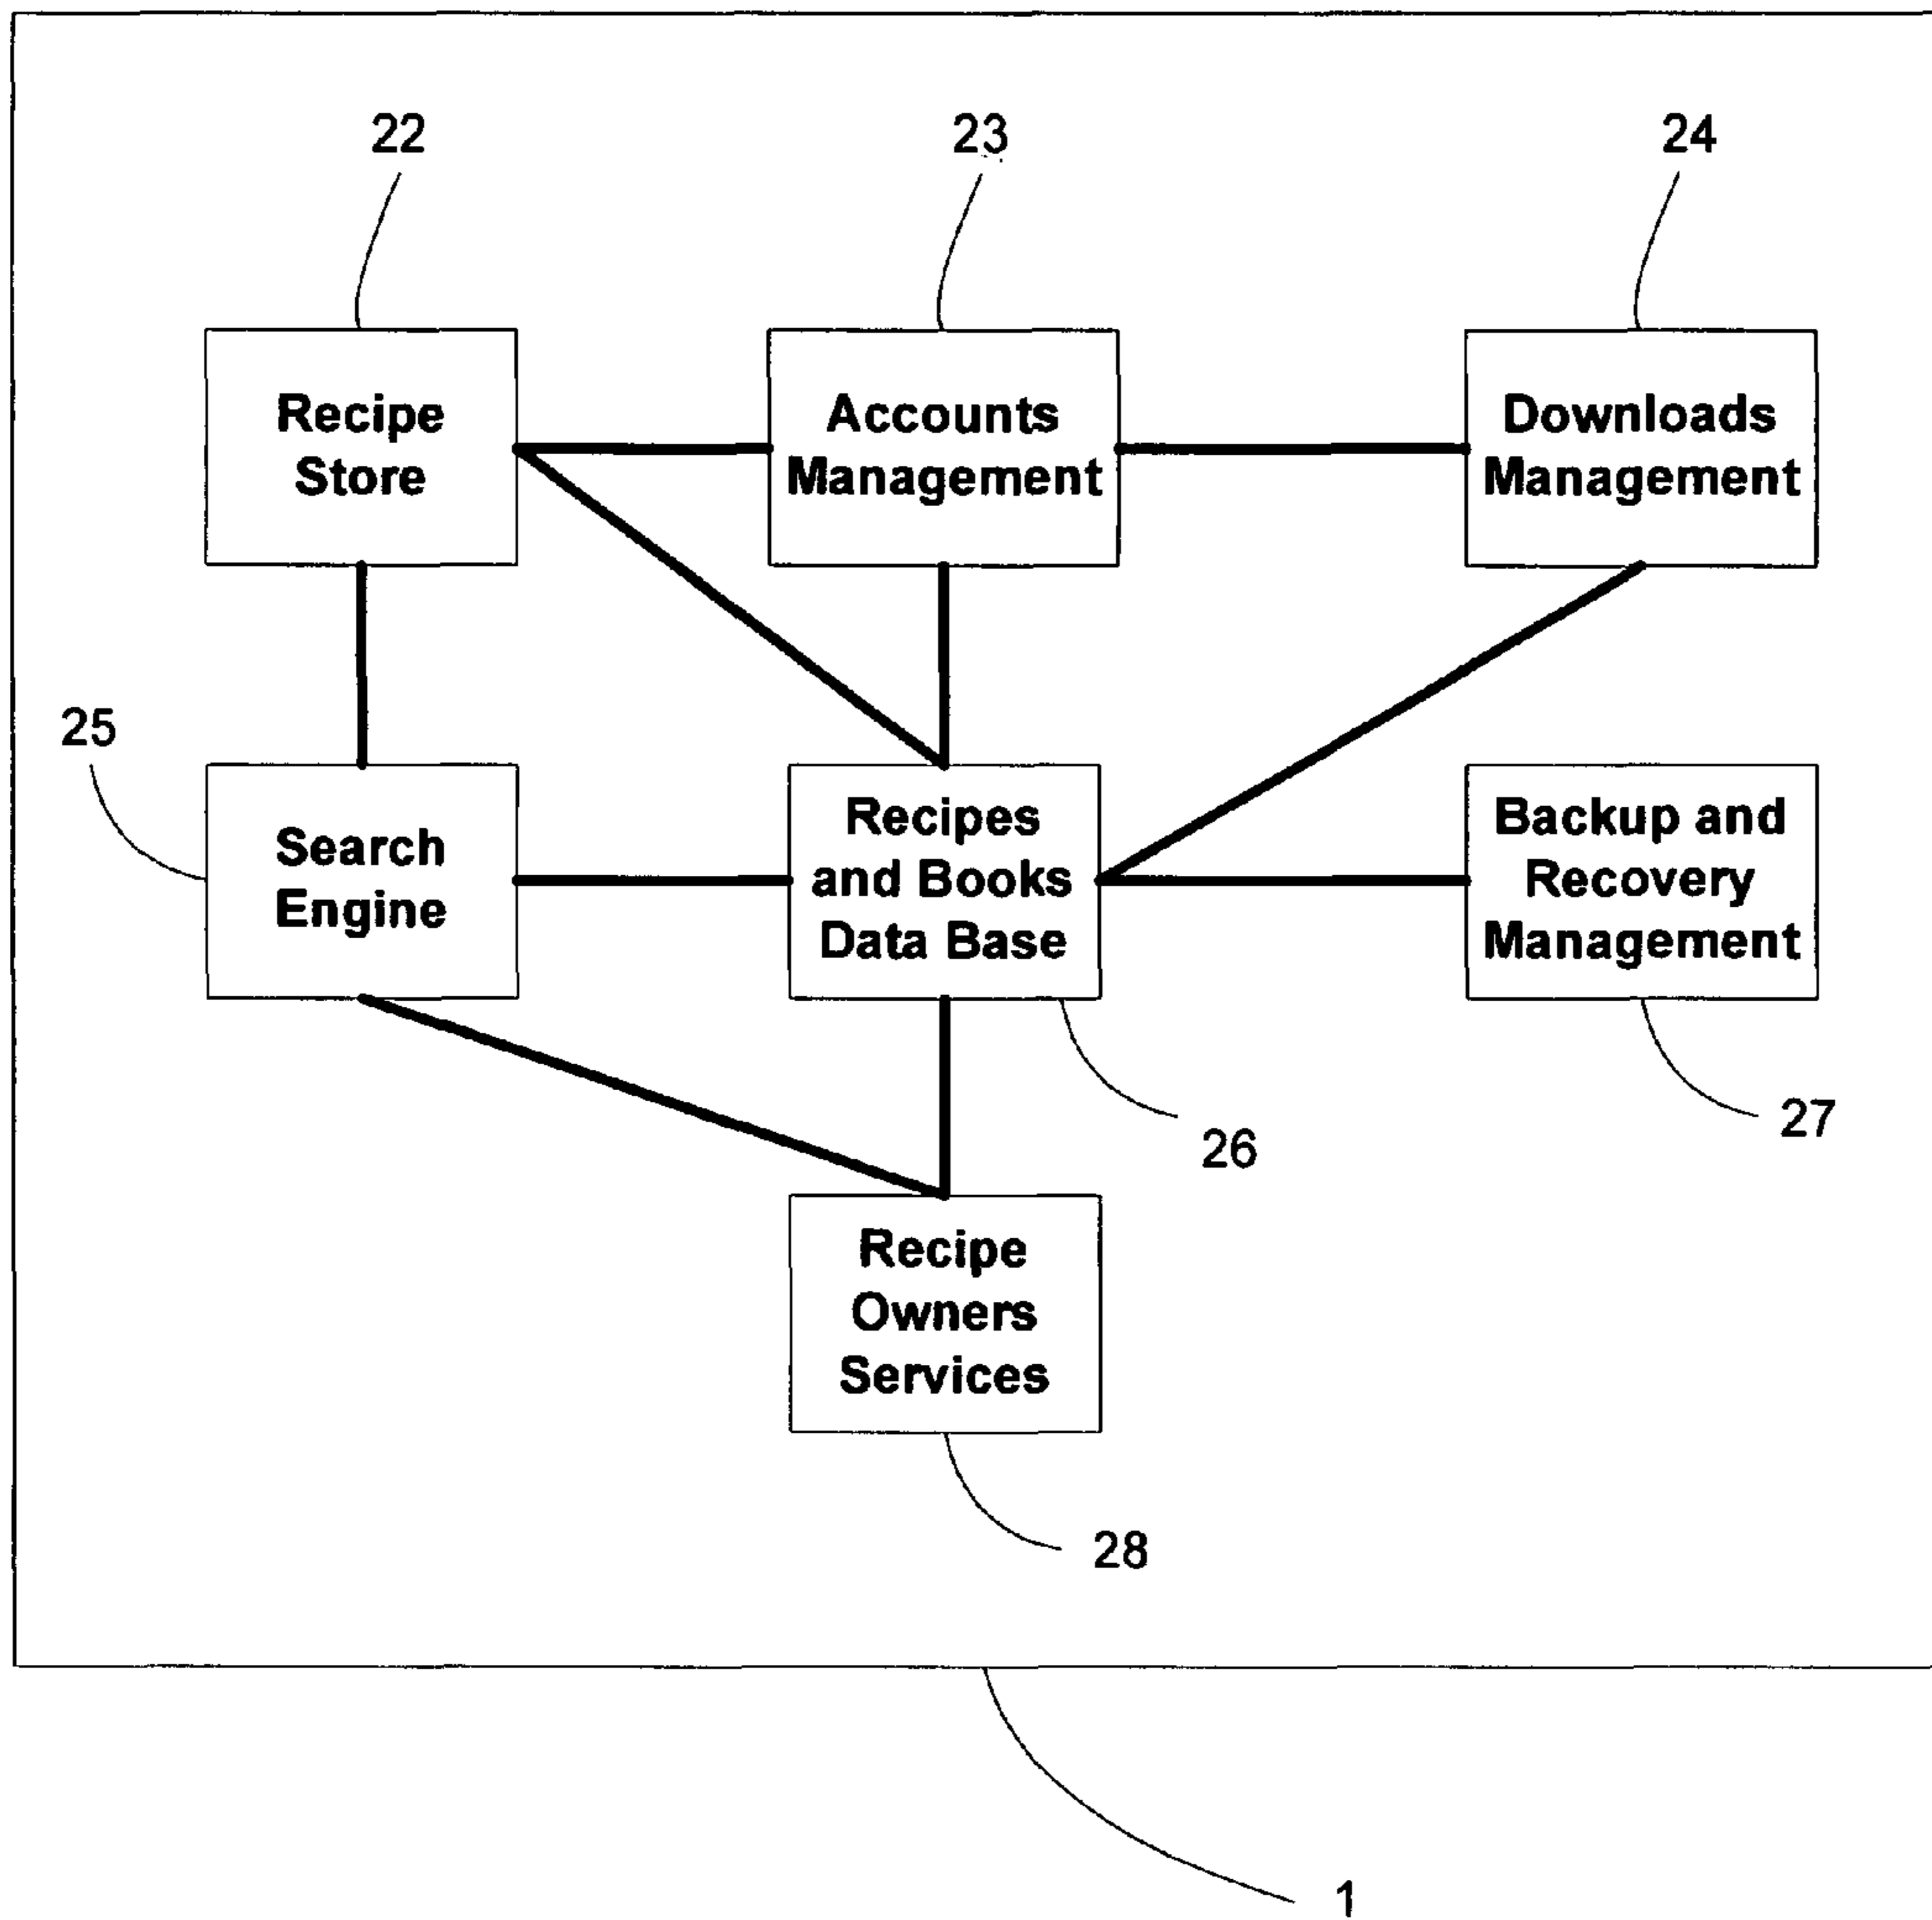 22
23
24
Recipe
Store
Accounts
Management
Downloads
Management
25
Search
Engine
Recipes
and Books
Data Base
Backup and
Recovery
Management
26
27
Recipe
Owners
Services
28
1